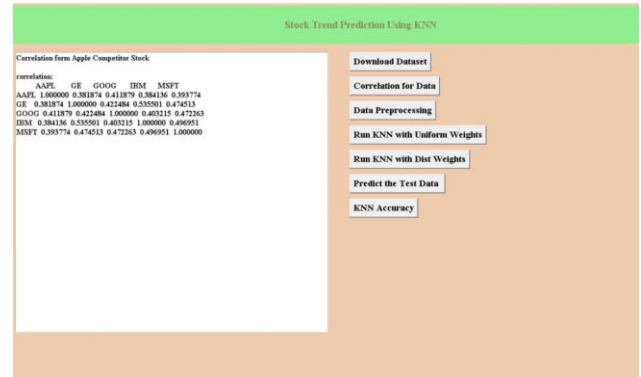 Stock Trend Prediction Using KNN
Correlation form Apple Competitor Stock
correlation:
AAPL GE GOOG IBM MSFT
AAPL 1.000000 0.381874 0.411879 0.384136 0.393774
GE 0.381874 1.000000 0.422484 0.535501 0.474513
GOOG 0.411879 0.422484 1.000000 0.403215 0.472263
IBM 0.384136 0.535501 0.403215 1.000000 0.496951
MSFT 0.393774 0.474513 0.472263 0.496951 1.000000
Download Dataset
Correlation for Data
Data Preprocessing
Run KNN with Uniform Weights
Run KNN with Dist Weights
Predict the Test Data
KNN Accuracy